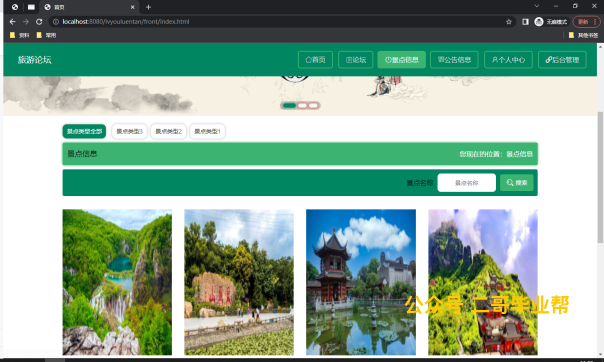 首页
localhost:8080/lvyouluntan/front/index.html
无痕模式
更新
资料
常用
其他书签
旅游论坛
首页
论坛
景点信息
公告信息
个人中心
后台管理
景点类型全部
景点类型3
景点类型2
景点类型1
景点信息
您现在的位置：景点信息
景点名称
景点名称
搜索
公众号 二哥毕业帮